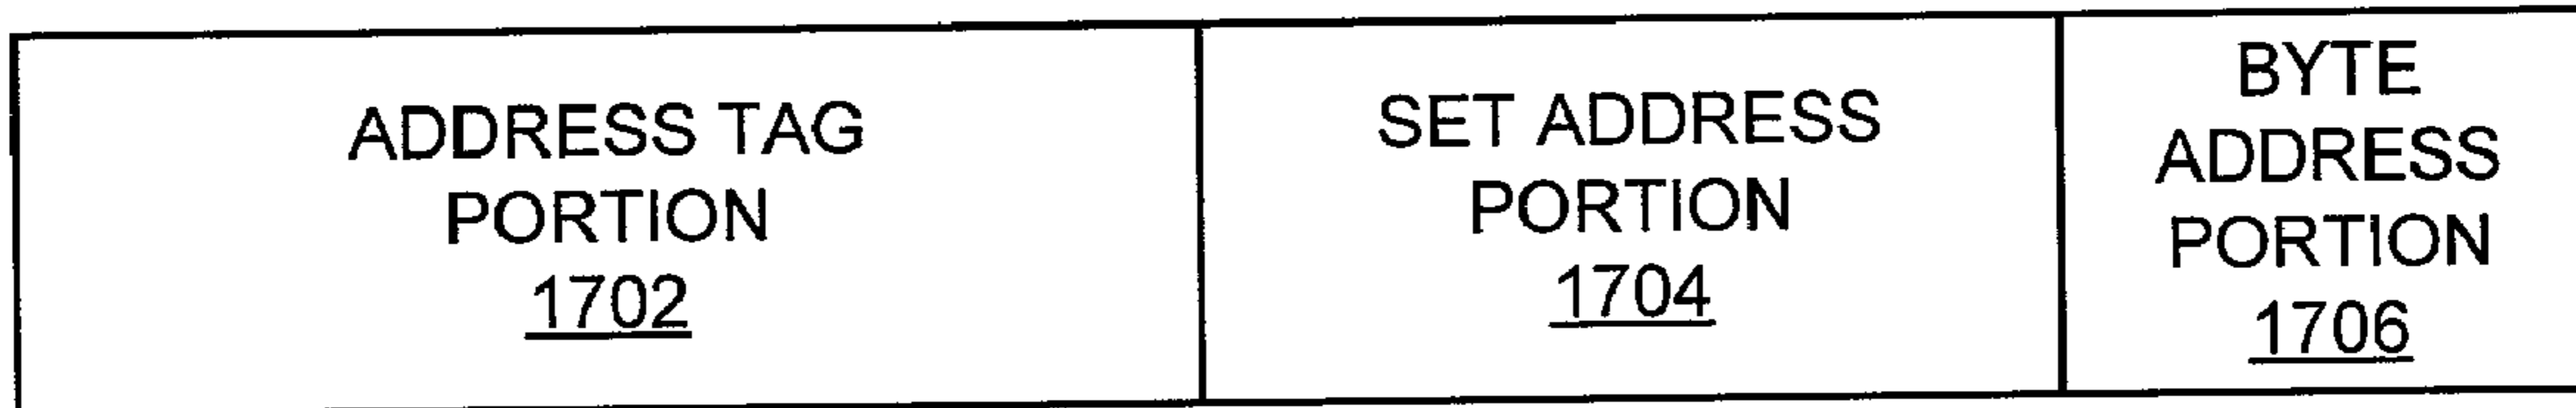 ADDRESS TAG
PORTION
1702
SET ADDRESS
PORTION
1704
BYTE
ADDRESS
PORTION
1706